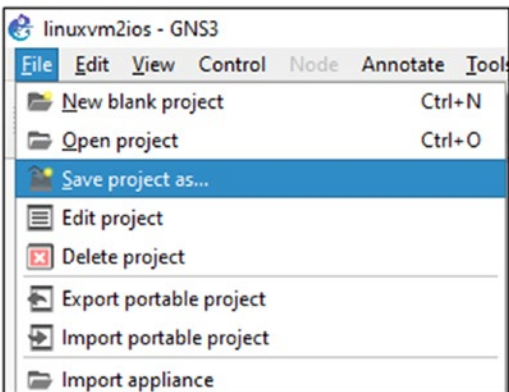 linuxvm2ios - GNS3
File Edit View Control Node Annotate Tools
New blank project Ctrl+N
Open project Ctrl+O
Save project as...
Edit project
Delete project
Export portable project
Import portable project
Import appliance